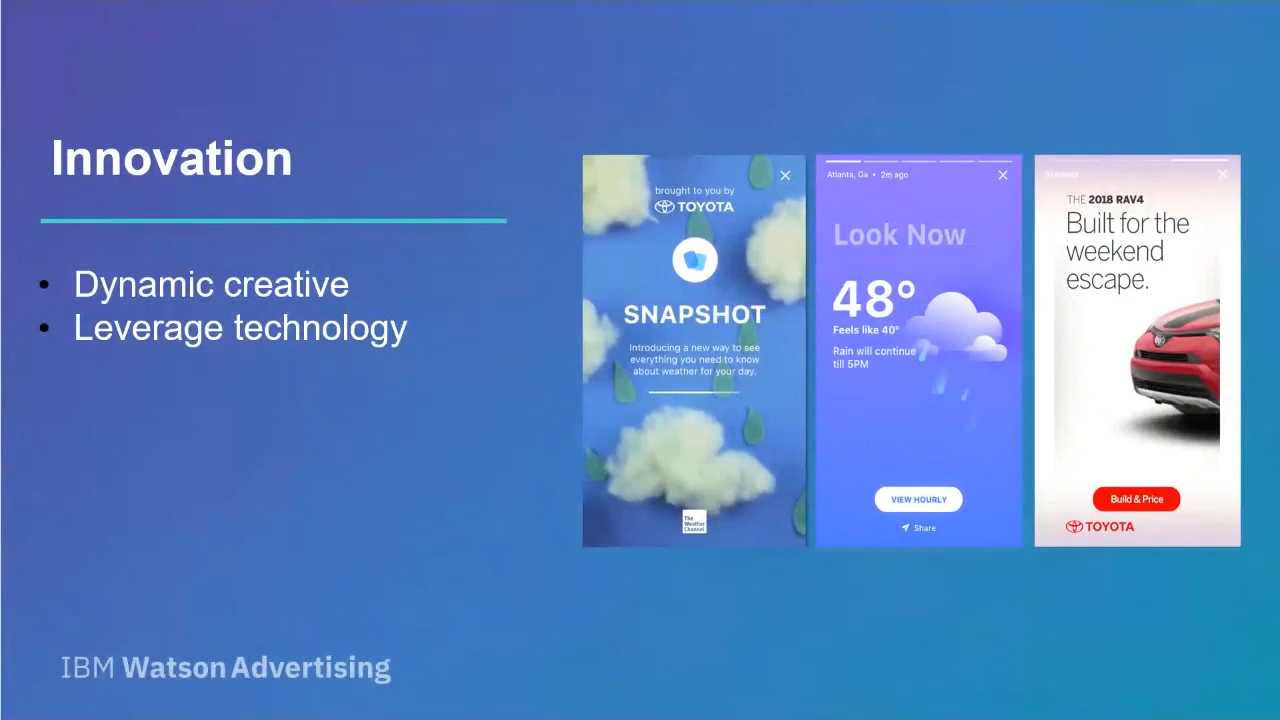 Innovation
Dynamic creative
Leverage technology
IBM Watson Advertising
brought to you by
TOYOTA
SNAPSHOT
Introducing a new way to see
everything you need to know
about weather for your day.
The
Weather
Channel
Atlanta, Ga • 2m ago
Look Now
48°
Feels like 40°
Rain will continue
till 5PM
VIEW HOURLY
Share
THE 2018 RAV4
Built for the
weekend
escape.
Build & Price
TOYOTA